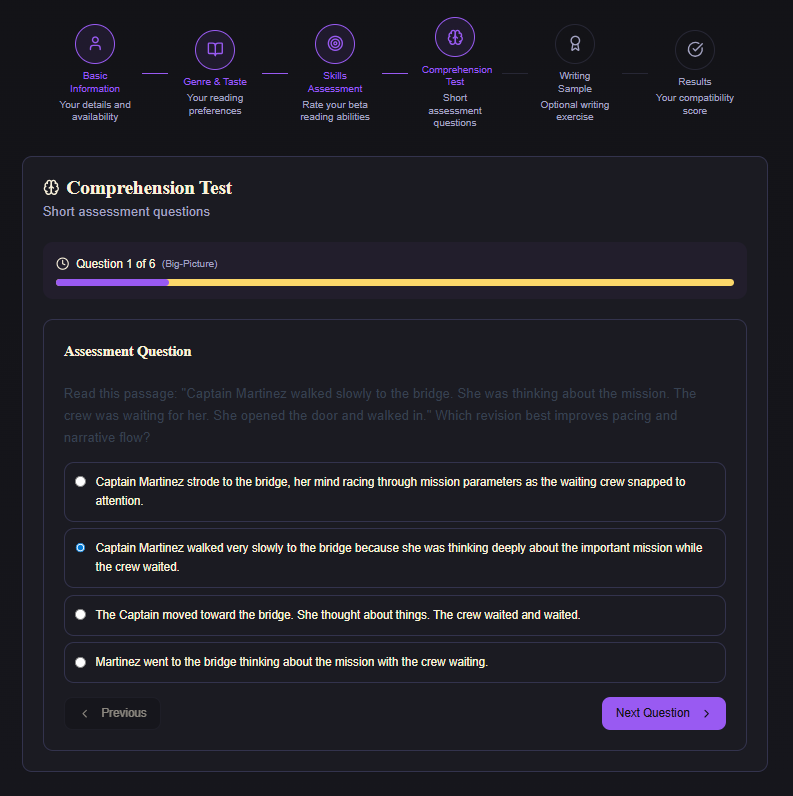 Basic
Information
Your details and
availability
Genre & Taste
Your reading
preferences
Skills
Assessment
Rate your beta
reading abilities
Comprehension
Test
Short
assessment
questions
Writing
Sample
Optional writing
exercise
Results
Your compatibility
score
Comprehension Test
Short assessment questions
Question 1 of 6 (Big-Picture)
Assessment Question
Read this passage: "Captain Martinez walked slowly to the bridge. She was thinking about the mission. The
crew was waiting for her. She opened the door and walked in." Which revision best improves pacing and
narrative flow?
Captain Martinez strode to the bridge, her mind racing through mission parameters as the waiting crew snapped to
attention.
Captain Martinez walked very slowly to the bridge because she was thinking deeply about the important mission while
the crew waited.
The Captain moved toward the bridge. She thought about things. The crew waited and waited.
Martinez went to the bridge thinking about the mission with the crew waiting.
Previous
Next Question